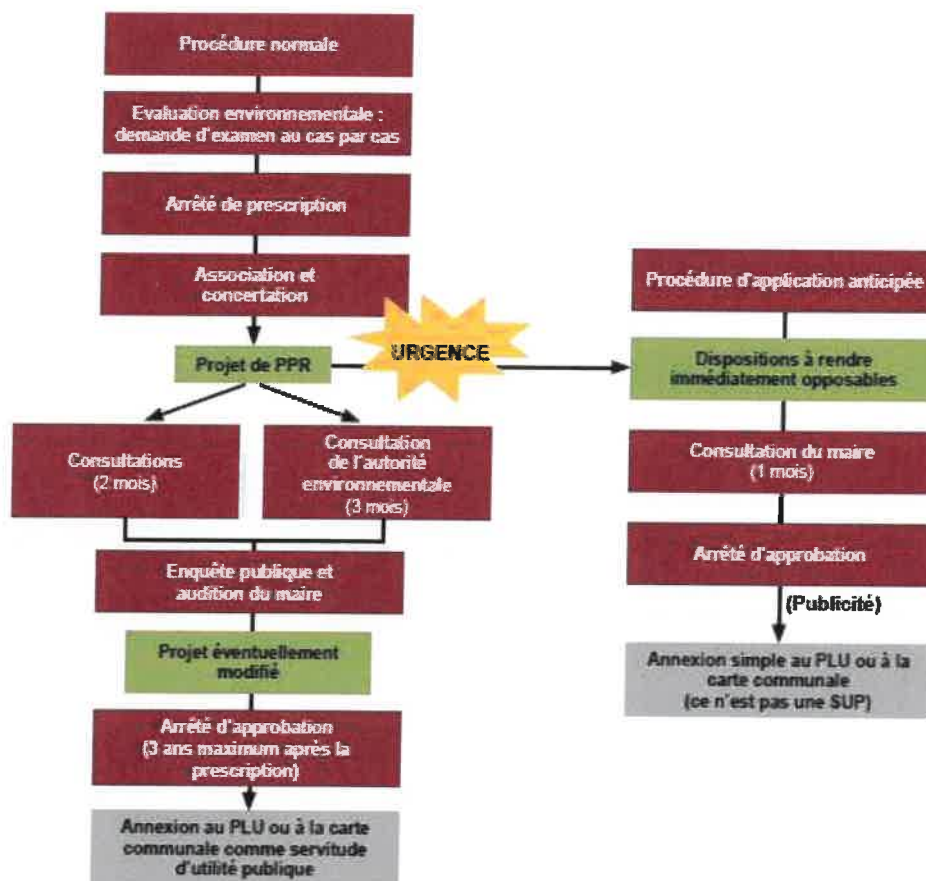 Procédure normale
Evaluation environnementale :
demande d'examen au cas par cas
Arrêté de prescription
Association et
concertation
Projet de PPR
URGENCE
Consultations
(2 mois)
Consultation
de l'autorité
environnementale
(3 mois)
Enquête publique et
audition du maire
Projet éventuellement
modifié
Arrêté d'approbation
(3 ans maximum après la
prescription)
Annexion au PLU ou à la carte
communale comme servitude
d'utilité publique
Procédure d'application anticipée
Dispositions à rendre
immédiatement opposables
Consultation du maire
(1 mois)
Arrêté d'approbation
(Publicité)
Annexion simple au PLU ou à la
carte communale
(ce n'est pas une SUP)